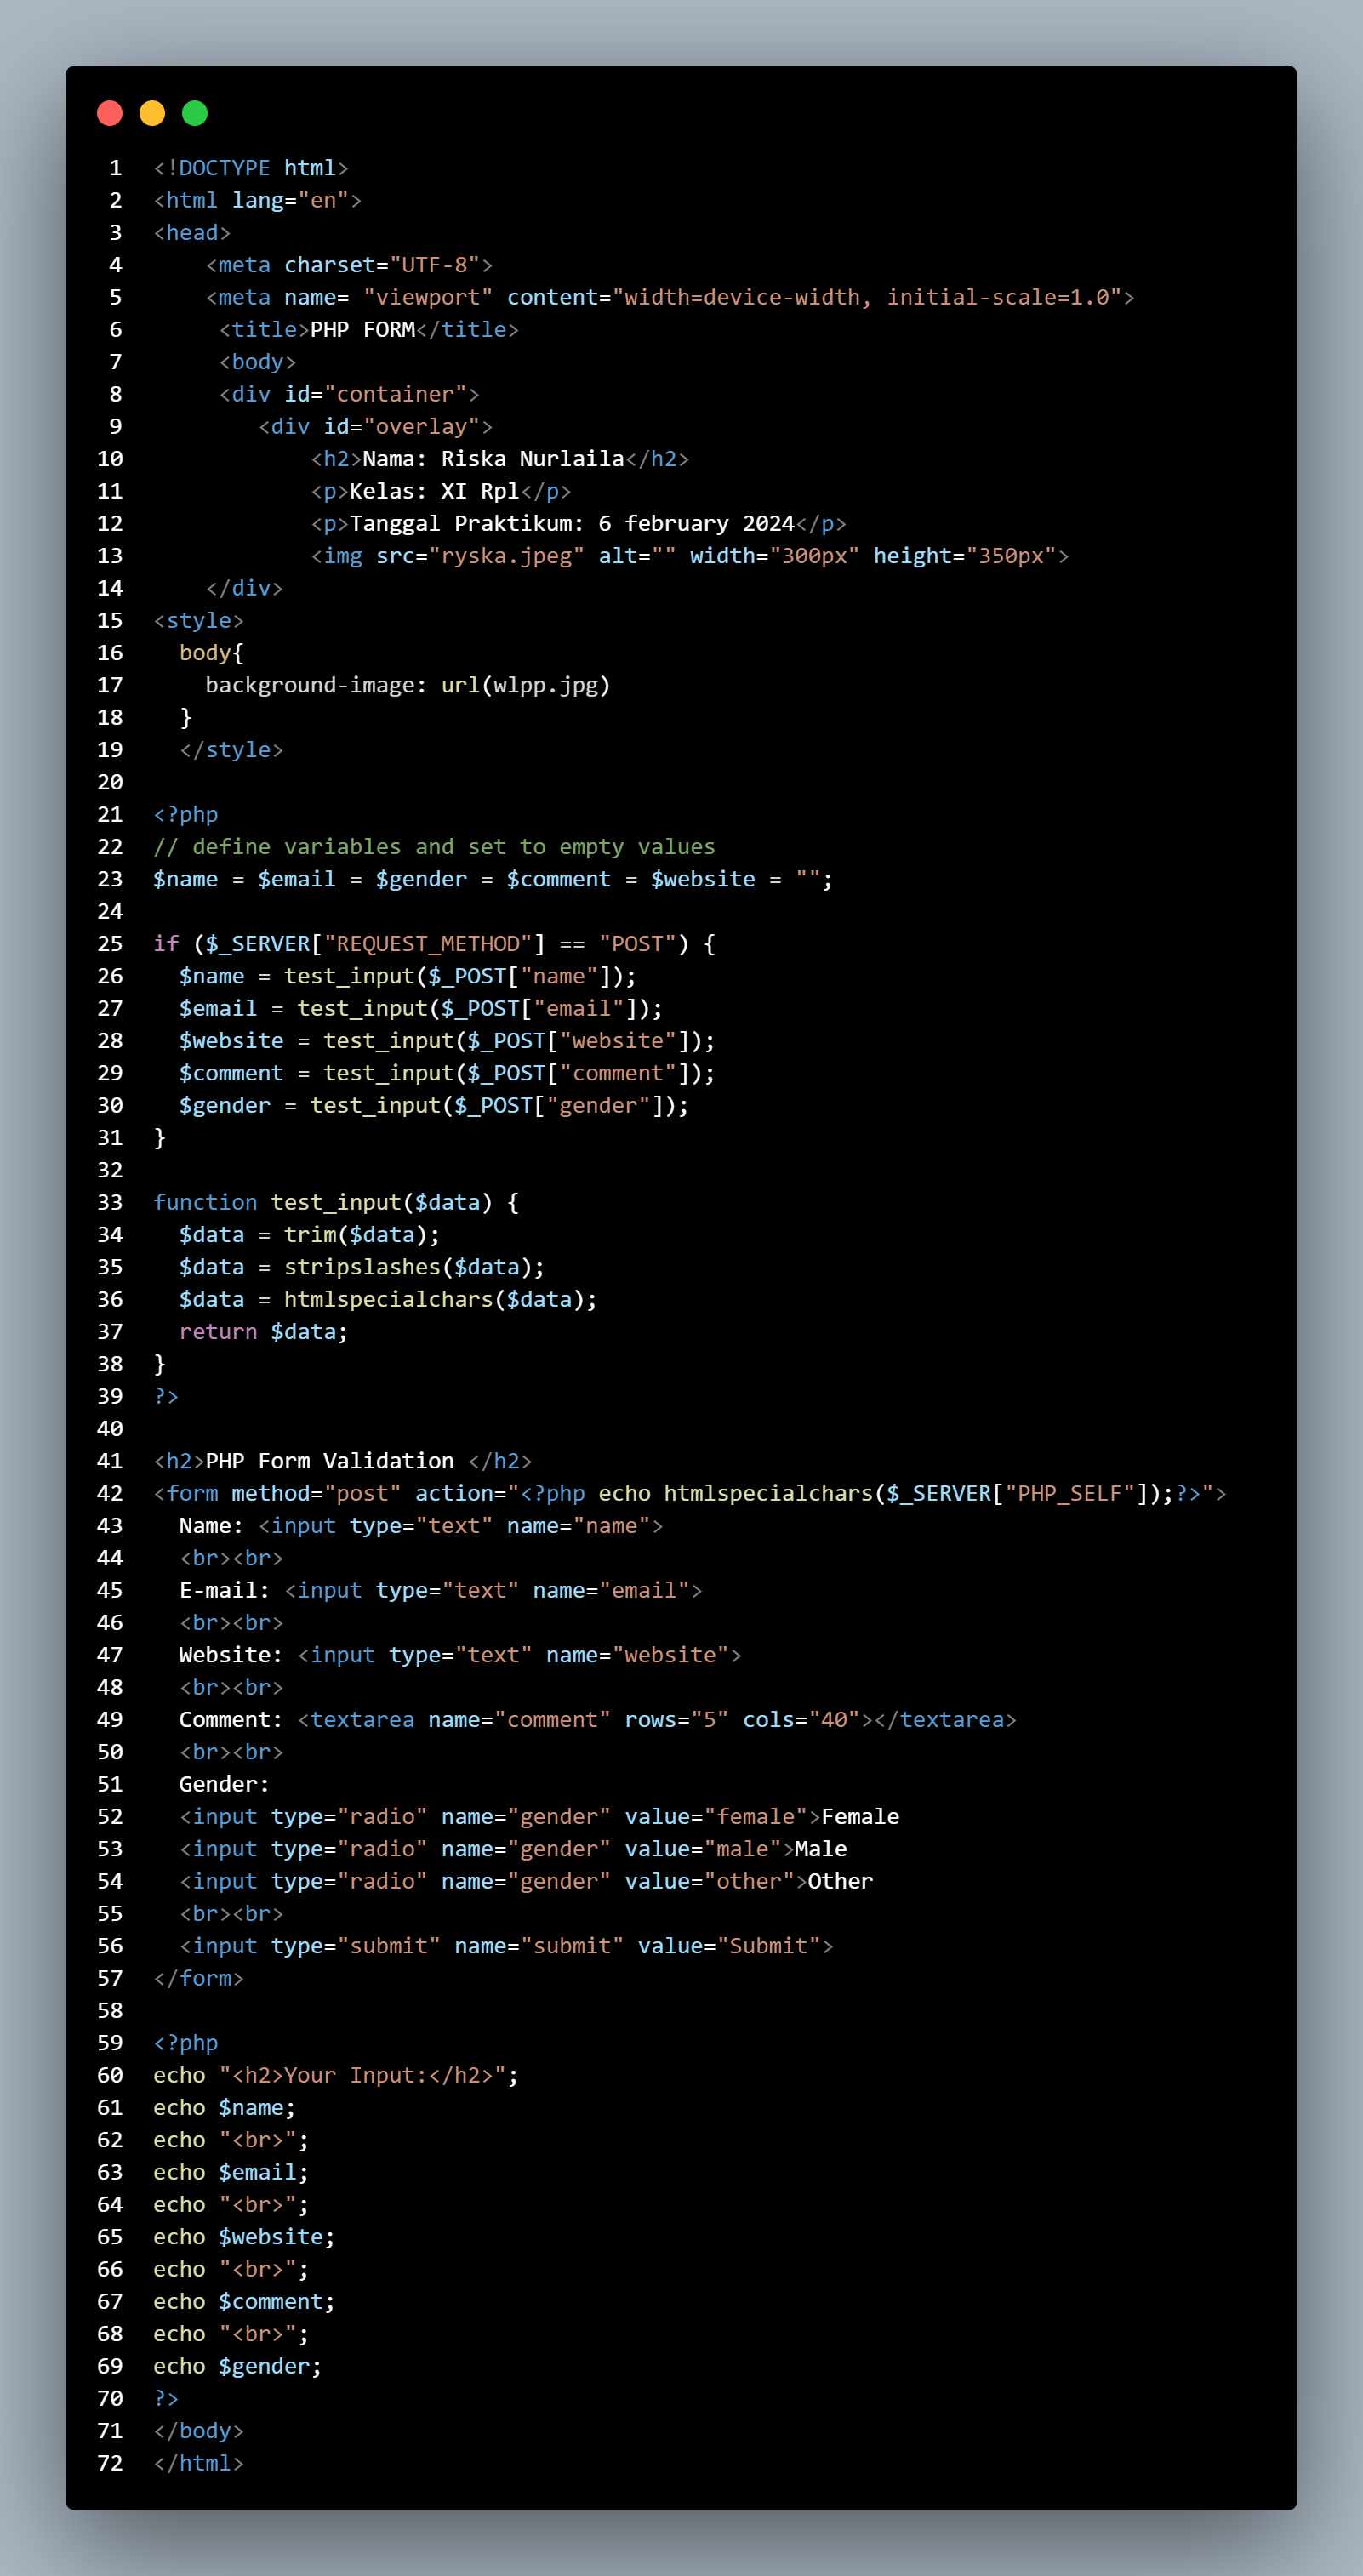 1 <!DOCTYPE html>
2 <html lang="en">
3 <head>
4     <meta charset="UTF-8">
5     <meta name= "viewport" content="width=device-width, initial-scale=1.0">
6      <title>PHP FORM</title>
7      <body>
8      <div id="container">
9         <div id="overlay">
10             <h2>Nama: Riska Nurlaila</h2>
11             <p>Kelas: XI Rpl</p>
12             <p>Tanggal Praktikum: 6 february 2024</p>
13             <img src="ryska.jpeg" alt="" width="300px" height="350px">
14     </div>
15 <style>
16   body{
17     background-image: url(wlpp.jpg)
18   }
19   </style>
20
21 <?php
22 // define variables and set to empty values
23 $name = $email = $gender = $comment = $website = "";
24
25 if ($_SERVER["REQUEST_METHOD"] == "POST") {
26   $name = test_input($_POST["name"]);
27   $email = test_input($_POST["email"]);
28   $website = test_input($_POST["website"]);
29   $comment = test_input($_POST["comment"]);
30   $gender = test_input($_POST["gender"]);
31 }
32
33 function test_input($data) {
34   $data = trim($data);
35   $data = stripslashes($data);
36   $data = htmlspecialchars($data);
37   return $data;
38 }
39 ?>
40
41 <h2>PHP Form Validation </h2>
42 <form method="post" action="<?php echo htmlspecialchars($_SERVER["PHP_SELF"]);?>">
43   Name: <input type="text" name="name">
44   <br><br>
45   E-mail: <input type="text" name="email">
46   <br><br>
47   Website: <input type="text" name="website">
48   <br><br>
49   Comment: <textarea name="comment" rows="5" cols="40"></textarea>
50   <br><br>
51   Gender:
52   <input type="radio" name="gender" value="female">Female
53   <input type="radio" name="gender" value="male">Male
54   <input type="radio" name="gender" value="other">Other
55   <br><br>
56   <input type="submit" name="submit" value="Submit">
57 </form>
58
59 <?php
60 echo "<h2>Your Input:</h2>";
61 echo $name;
62 echo "<br>";
63 echo $email;
64 echo "<br>";
65 echo $website;
66 echo "<br>";
67 echo $comment;
68 echo "<br>";
69 echo $gender;
70 ?>
71 </body>
72 </html>